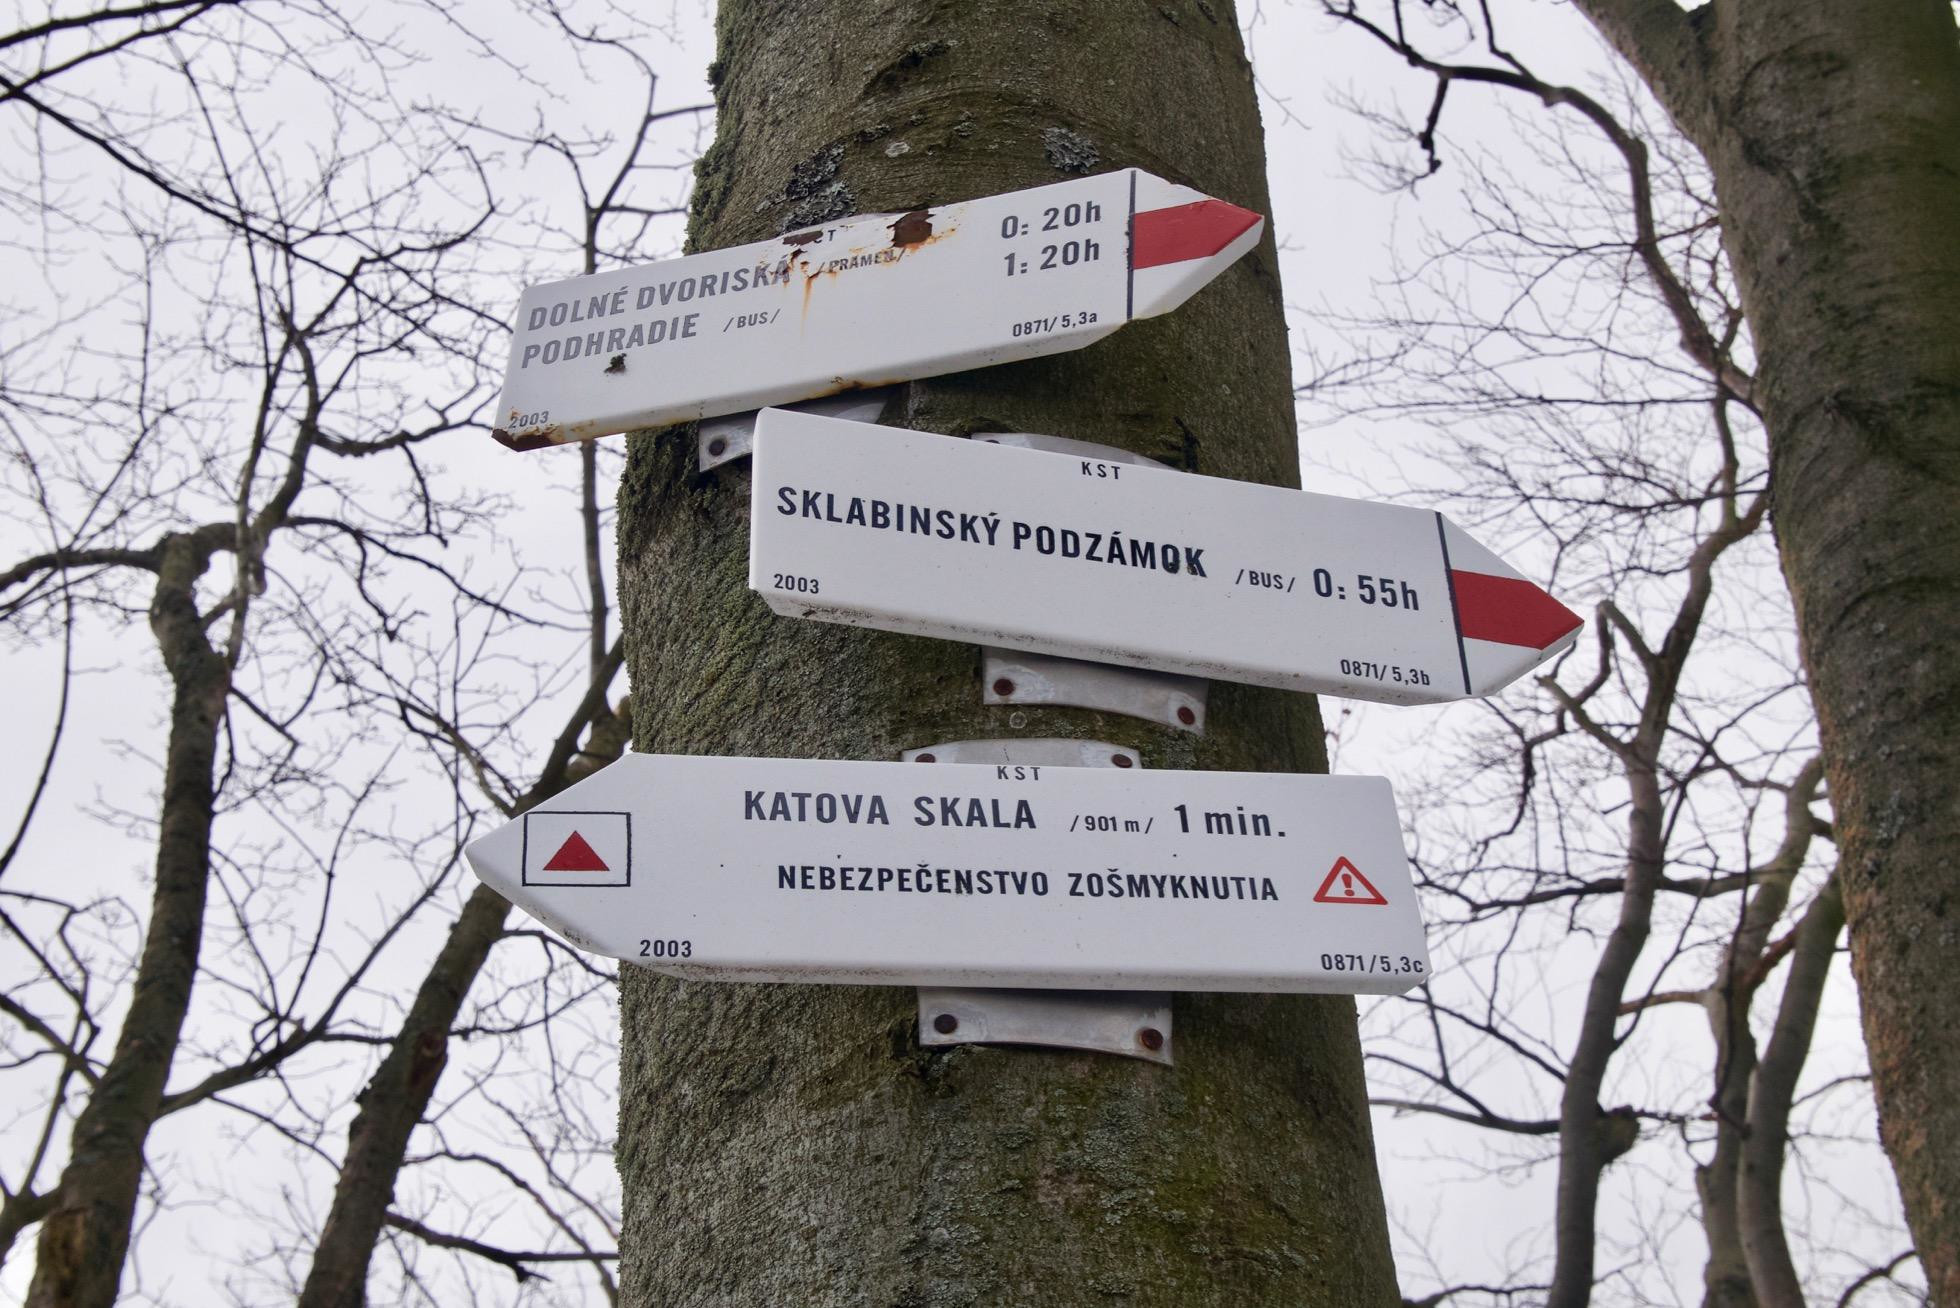 DOLNÉ DVORISKÁ /PRAMEŇ/ 0: 20h
PODHRADIE /BUS/ 1: 20h
0871/5,3a
2003
KST
SKLABINSKÝ PODZÁMOK /BUS/ 0: 55h
2003
0871/5,3b
KST
KATOVA SKALA /901 m/ 1 min.
NEBEZPEČENSTVO ZOŠMYKNUTIA
2003
0871/5,3c